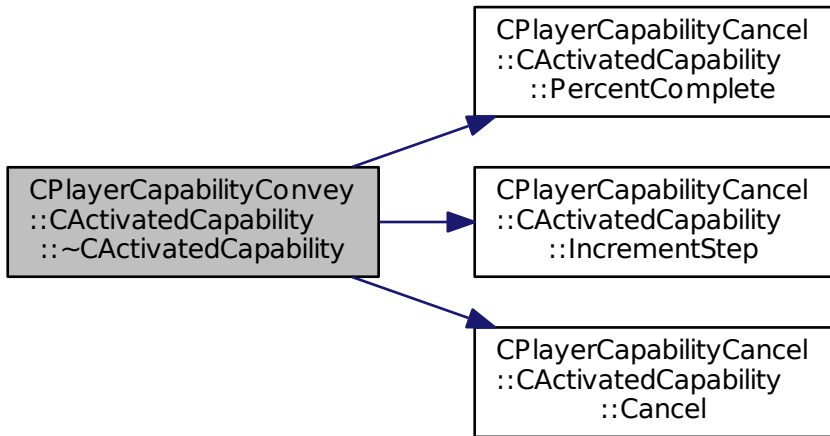 CPlayerCapabilityConvey
::CActivatedCapability
::~CActivatedCapability
CPlayerCapabilityCancel
::CActivatedCapability
::PercentComplete
CPlayerCapabilityCancel
::CActivatedCapability
::IncrementStep
CPlayerCapabilityCancel
::CActivatedCapability
::Cancel